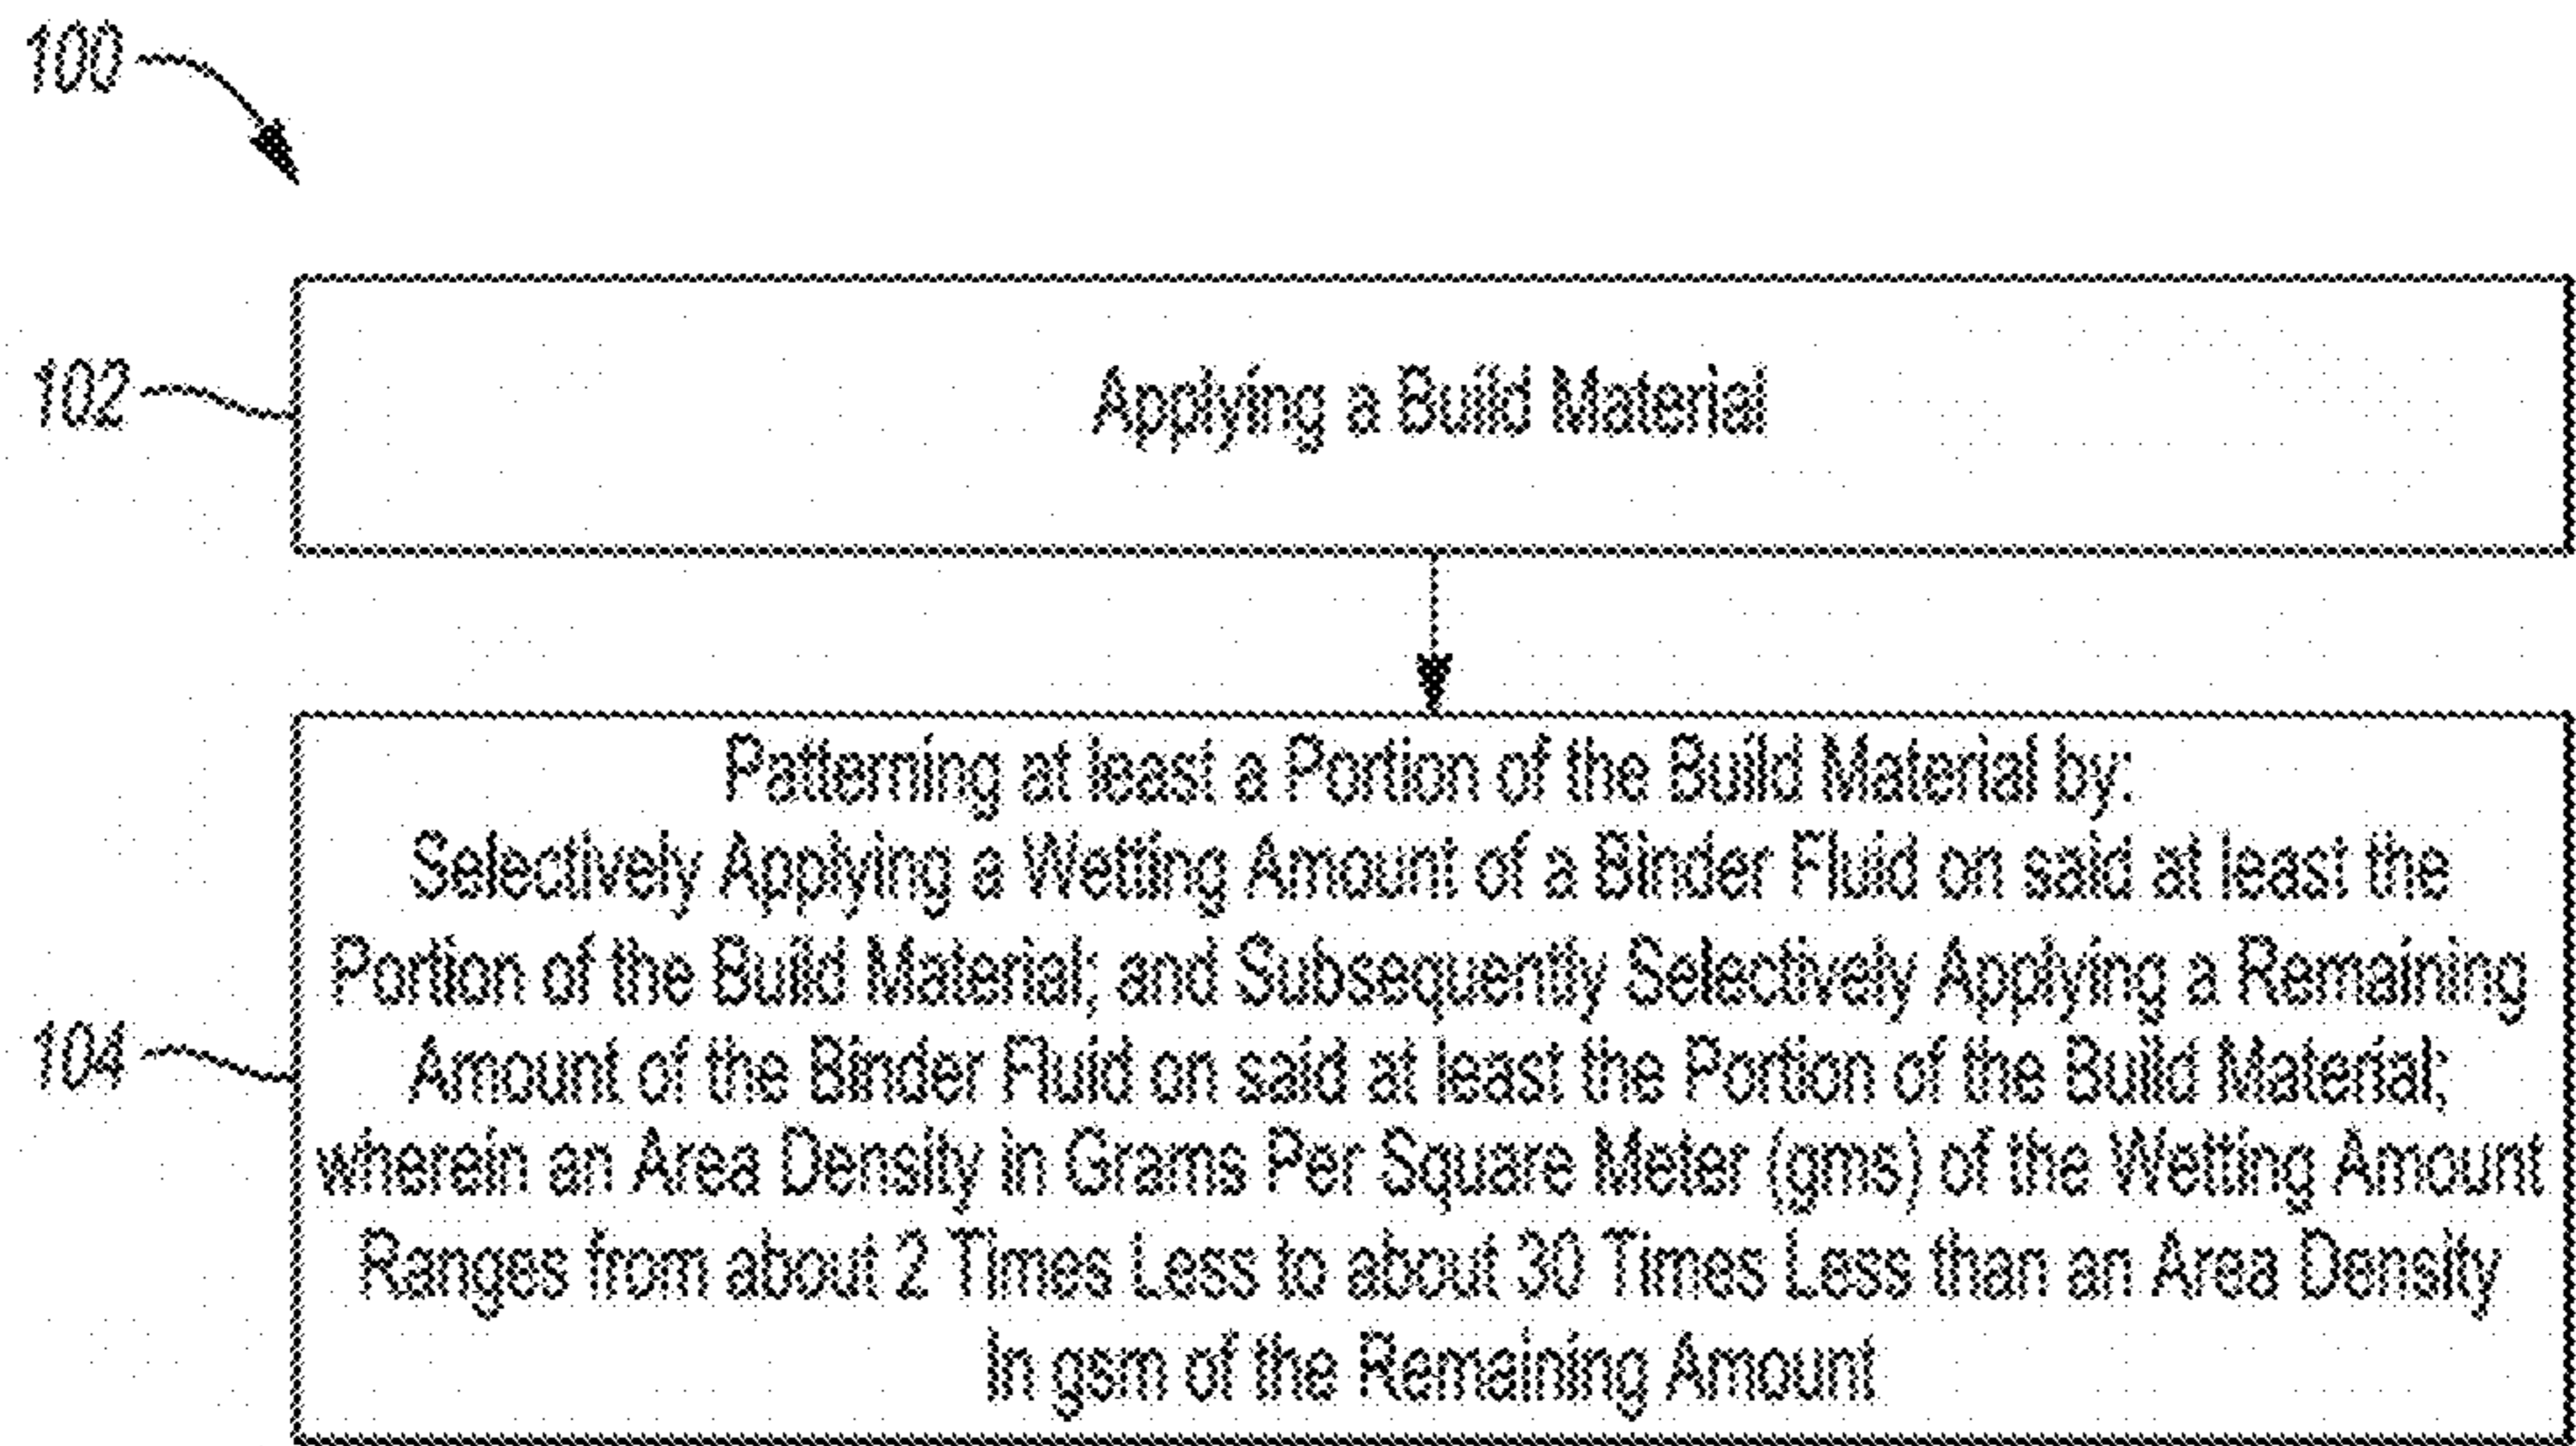 100
102
Applying a Build Material
104
Patterning at least a Portion of the Build Material by:
Selectively Applying a Wetting Amount of a Binder Fluid on said at least the
Portion of the Build Material; and Subsequently Selectively Applying a Remaining
Amount of the Binder Fluid on said at least the Portion of the Build Material;
wherein an Area Density in Grams Per Square Meter (gms) of the Wetting Amount
Ranges from about 2 Times Less to about 30 Times Less than an Area Density
In gsm of the Remaining Amount